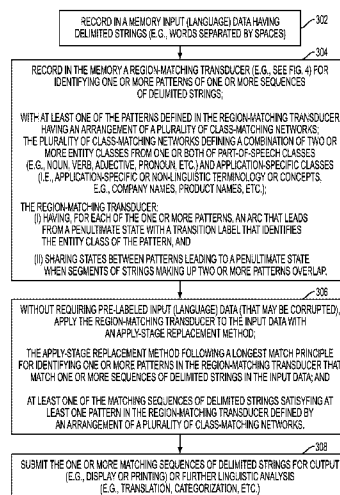 302
RECORD IN A MEMORY INPUT (LANGUAGE) DATA HAVING
DELIMITED STRINGS (E.G., WORDS SEPARATED BY SPACES)
304
RECORD IN THE MEMORY A REGION-MATCHING TRANSDUCER (E.G., SEE FIG. 4) FOR
IDENTIFYING ONE OR MORE PATTERNS OF ONE OR MORE SEQUENCES
OF DELIMITED STRINGS;
WITH AT LEAST ONE OF THE PATTERNS DEFINED IN THE REGION-MATCHING TRANSDUCER
HAVING AN ARRANGEMENT OF A PLURALITY OF CLASS-MATCHING NETWORKS;
THE PLURALITY OF CLASS-MATCHING NETWORKS DEFINING A COMBINATION OF TWO OR
MORE ENTITY CLASSES FROM ONE OR BOTH OF PART-OF-SPEECH CLASSES
(E.G., NOUN, VERB, ADJECTIVE, PRONOUN, ETC.) AND APPLICATION-SPECIFIC CLASSES
(I.E., APPLICATION-SPECIFIC OR NON-LINGUISTIC TERMINOLOGY OR CONCEPTS,
E.G., COMPANY NAMES, PRODUCT NAMES, ETC.);
THE REGION-MATCHING TRANSDUCER:
(I) HAVING, FOR EACH OF THE ONE OR MORE PATTERNS, AN ARC THAT LEADS
FROM A PENULTIMATE STATE WITH A TRANSITION LABEL THAT IDENTIFIES
THE ENTITY CLASS OF THE PATTERN, AND
(II) SHARING STATES BETWEEN PATTERNS LEADING TO A PENULTIMATE STATE
WHEN SEGMENTS OF STRINGS MAKING UP TWO OR MORE PATTERNS OVERLAP.
306
WITHOUT REQUIRING PRE-LABELED INPUT (LANGUAGE) DATA (THAT MAY BE CORRUPTED),
APPLY THE REGION-MATCHING TRANSDUCER TO THE INPUT DATA WITH
AN APPLY-STAGE REPLACEMENT METHOD;
THE APPLY-STAGE REPLACEMENT METHOD FOLLOWING A LONGEST MATCH PRINCIPLE
FOR IDENTIFYING ONE OR MORE PATTERNS IN THE REGION-MATCHING TRANSDUCER THAT
MATCH ONE OR MORE SEQUENCES OF DELIMITED STRINGS IN THE INPUT DATA; AND
AT LEAST ONE OF THE MATCHING SEQUENCES OF DELIMITED STRINGS SATISYFING AT
LEAST ONE PATTERN IN THE REGION-MATCHING TRANSDUCER DEFINED BY
AN ARRANGEMENT OF A PLURALITY OF CLASS-MATCHING NETWORKS.
308
SUBMIT THE ONE OR MORE MATCHING SEQUENCES OF DELIMITED STRINGS FOR OUTPUT
(E.G., DISPLAY OR PRINTING) OR FURTHER LINGUISTIC ANALYSIS
(E.G., TRANSLATION, CATEGORIZATION, ETC.)